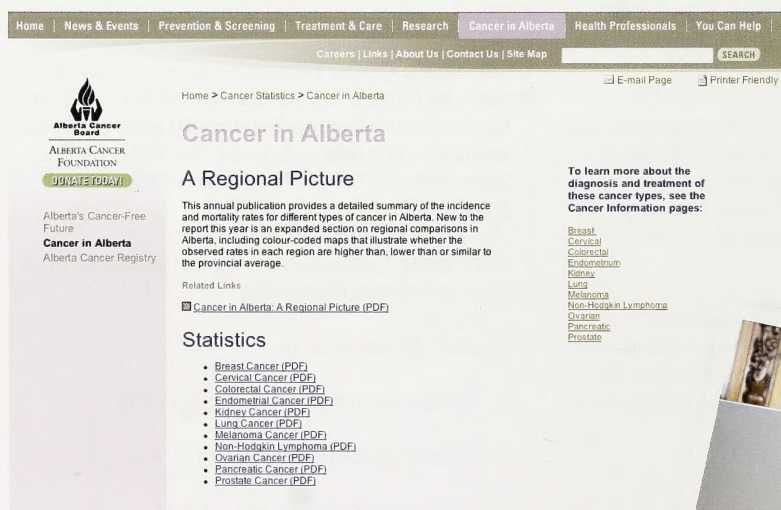 Home | News & Events | Prevention & Screening | Treatment & Care | Research | Cancer in Alberta | Health Professionals | You Can Help |
Careers | Links | About Us | Contact Us | Site Map
SEARCH
E-mail Page
Printer Friendly
Home > Cancer Statistics > Cancer in Alberta
Alberta Cancer
Board
ALBERTA CANCER
FOUNDATION
DONATE TODAY!
Alberta's Cancer-Free
Future
Cancer in Alberta
Alberta Cancer Registry
Cancer in Alberta
A Regional Picture
This annual publication provides a detailed summary of the incidence
and mortality rates for different types of cancer in Alberta. New to the
report this year is an expanded section on regional comparisons in
Alberta, including colour-coded maps that illustrate whether the
observed rates in each region are higher than, lower than or similar to
the provincial average.
Related Links
Cancer in Alberta: A Regional Picture (PDF)
Statistics
• Breast Cancer (PDF)
• Cervical Cancer (PDF)
• Colorectal Cancer (PDF)
• Endometrial Cancer (PDF)
• Kidney Cancer (PDF)
• Lung Cancer (PDF)
• Melanoma Cancer (PDF)
• Non-Hodgkin Lymphoma (PDF)
• Ovarian Cancer (PDF)
• Pancreatic Cancer (PDF)
• Prostate Cancer (PDF)
To learn more about the
diagnosis and treatment of
these cancer types, see the
Cancer Information pages:
Breast
Cervical
Colorectal
Endometrium
Kidney
Lung
Melanoma
Non-Hodgkin Lymphoma
Ovarian
Pancreatic
Prostate